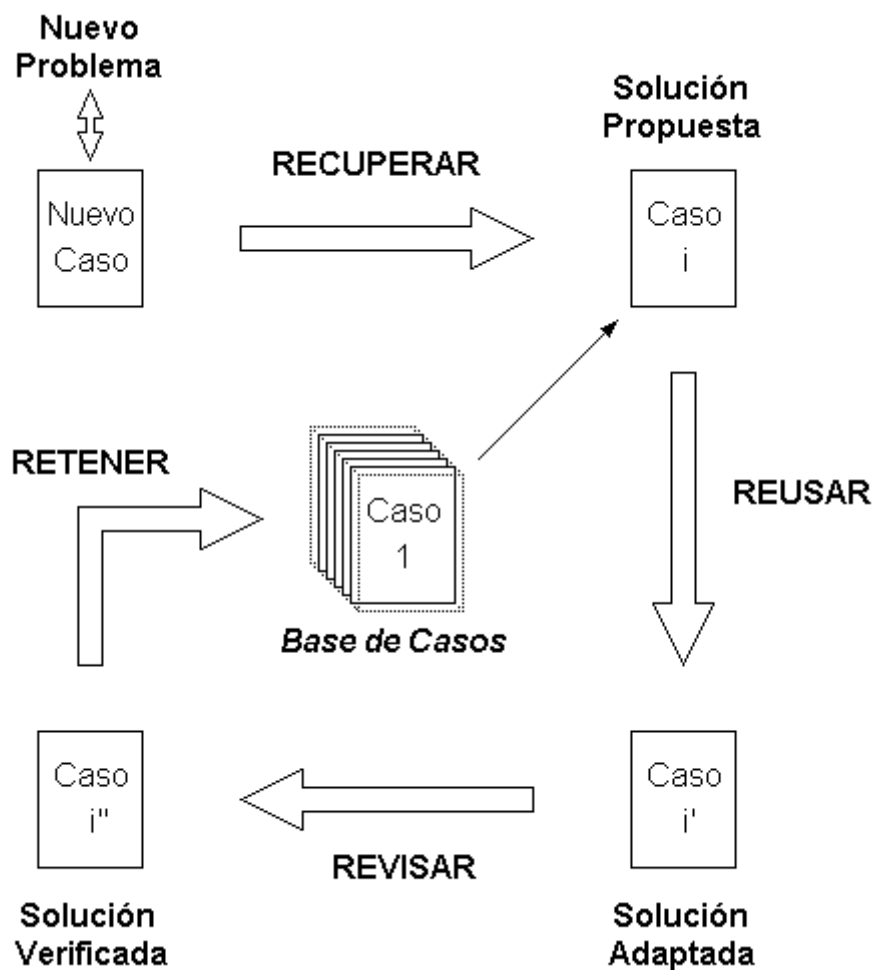 Nuevo
Problema
Solución
Propuesta
RECUPERAR
Nuevo
Caso
Caso
i
RETENER
REUSAR
Caso
1
Base de Casos
Caso
i"
Caso
i'
REVISAR
Solución
Verificada
Solución
Adaptada